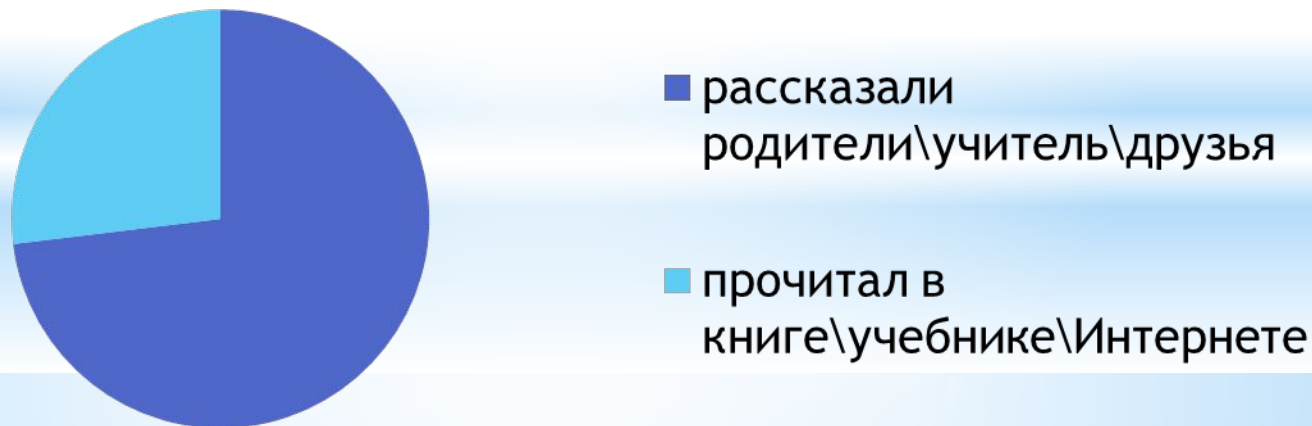 рассказали
родители\учитель\друзья
прочитал в
книге\учебнике\Интернете